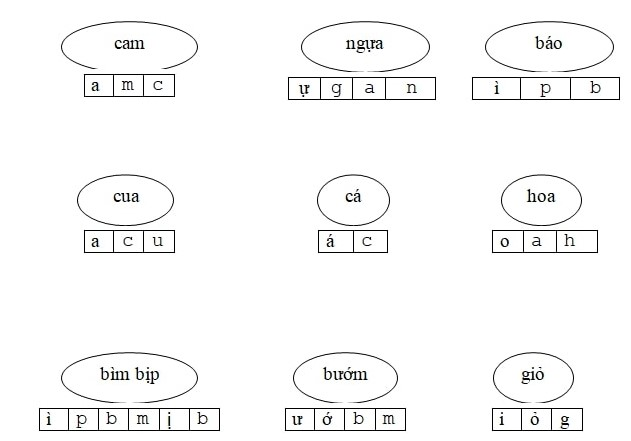 cam ngựa báo
a m c ự g a n ì p b
cua cá hoa
a c u á c o a h
bìm bịp bướm giỏ
ì p b m ị b ư ớ b m i ỏ g